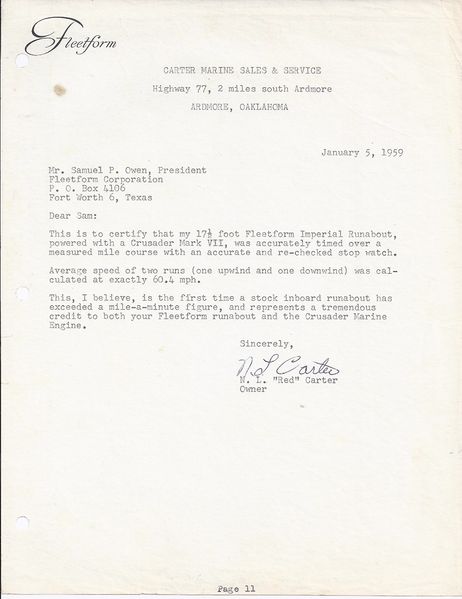 Fleetform
CARTER MARINE SALES & SERVICE
Highway 77, 2 miles south Ardmore
ARDMORE, OKLAHOMA
January 5, 1959
Mr. Samuel P. Owen, President
Fleetform Corporation
P. O. Box 4106
Fort Worth 6, Texas
Dear Sam:
This is to certify that my 17½ foot Fleetform Imperial Runabout,
powered with a Crusader Mark VII, was accurately timed over a
measured mile course with an accurate and re-checked stop watch.
Average speed of two runs (one upwind and one downwind) was cal-
culated at exactly 60.4 mph.
This, I believe, is the first time a stock inboard runabout has
exceeded a mile-a-minute figure, and represents a tremendous
credit to both your Fleetform runabout and the Crusader Marine
Engine.
Sincerely,
N L Carter
N. L. "Red" Carter
Owner
Page 11